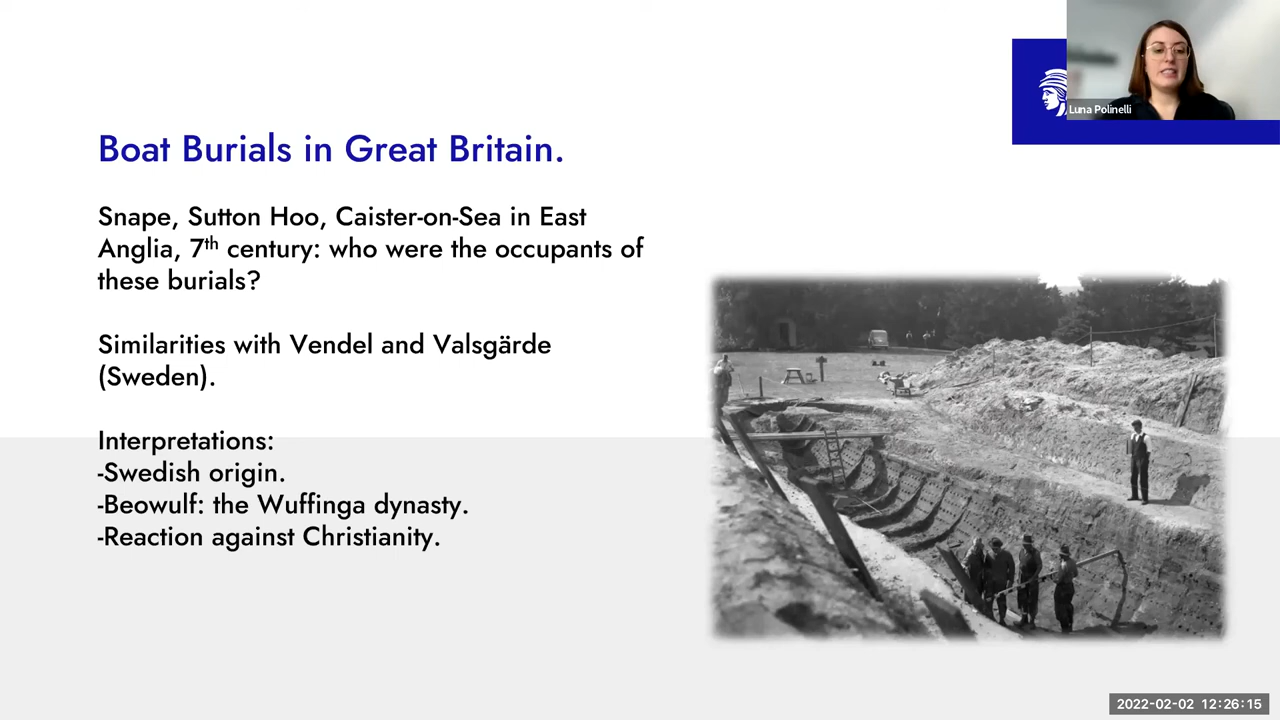 Luna Polinelli
Boat Burials in Great Britain.
Snape, Sutton Hoo, Caister-on-Sea in East
Anglia, 7th century: who were the occupants of
these burials?
Similarities with Vendel and Valsgärde
(Sweden).
Interpretations:
-Swedish origin.
-Beowulf: the Wuffinga dynasty.
-Reaction against Christianity.
2022-02-02 12:26:15